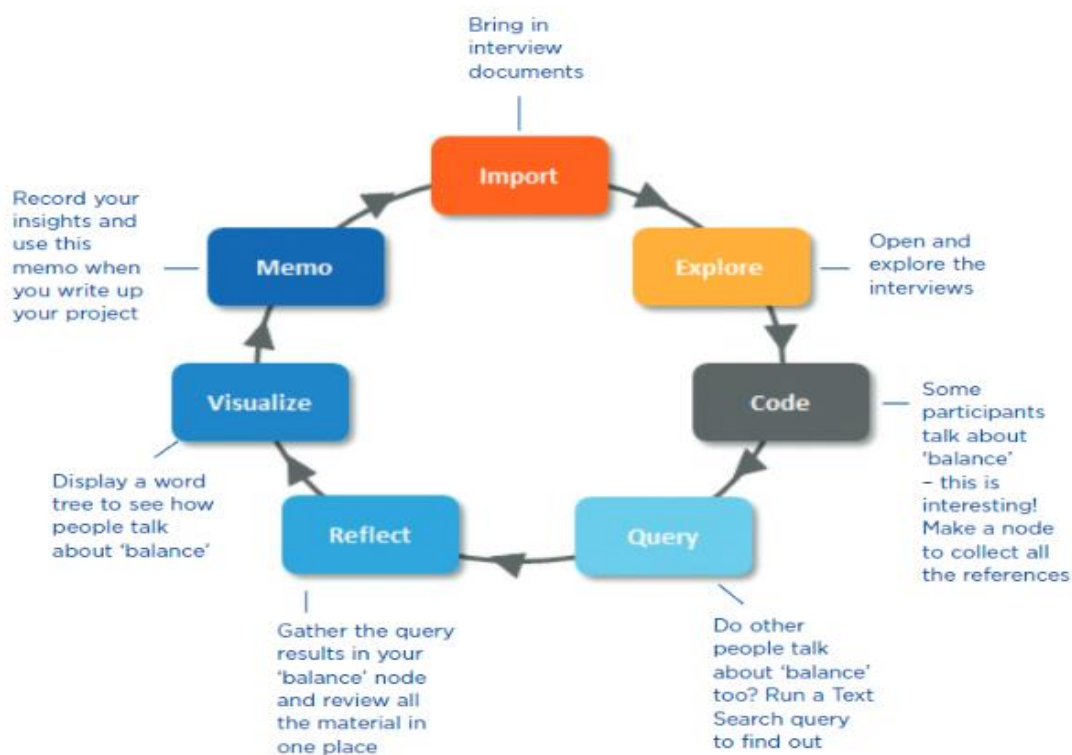 Bring in
interview
documents
Import
Explore
Open and
explore the
interviews
Code
Some
participants
talk about
‘balance’
– this is
interesting!
Make a node
to collect all
the references
Query
Do other
people talk
about ‘balance’
too? Run a Text
Search query
to find out
Reflect
Gather the query
results in your
‘balance’ node
and review all
the material in
one place
Visualize
Display a word
tree to see how
people talk
about ‘balance’
Memo
Record your
insights and
use this
memo when
you write up
your project